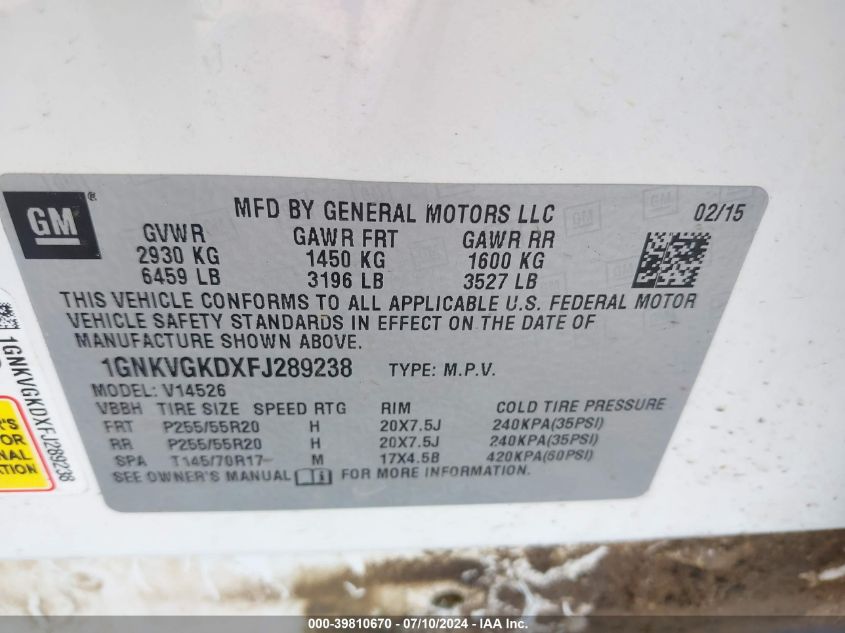 GM ®
MFD BY GENERAL MOTORS LLC 02/15
GVWR GAWR FRT GAWR RR
2930 KG 1450 KG 1600 KG
6459 LB 3196 LB 3527 LB
THIS VEHICLE CONFORMS TO ALL APPLICABLE U.S. FEDERAL MOTOR
VEHICLE SAFETY STANDARDS IN EFFECT ON THE DATE OF
MANUFACTURE SHOWN ABOVE.
1GNKVGKDXFJ289238 TYPE: M.P.V.
MODEL: V14526
VBBH TIRE SIZE SPEED RTG RIM COLD TIRE PRESSURE
FRT P255/55R20 H 20X7.5J 240KPA(35PSI)
RR P255/55R20 H 20X7.5J 240KPA(35PSI)
SPA T145/70R17 M 17X4.5B 420KPA(60PSI)
SEE OWNER'S MANUAL FOR MORE INFORMATION.
1GNKVGKDXFJ289238
000-39810670 - 07/10/2024 - IAA Inc.